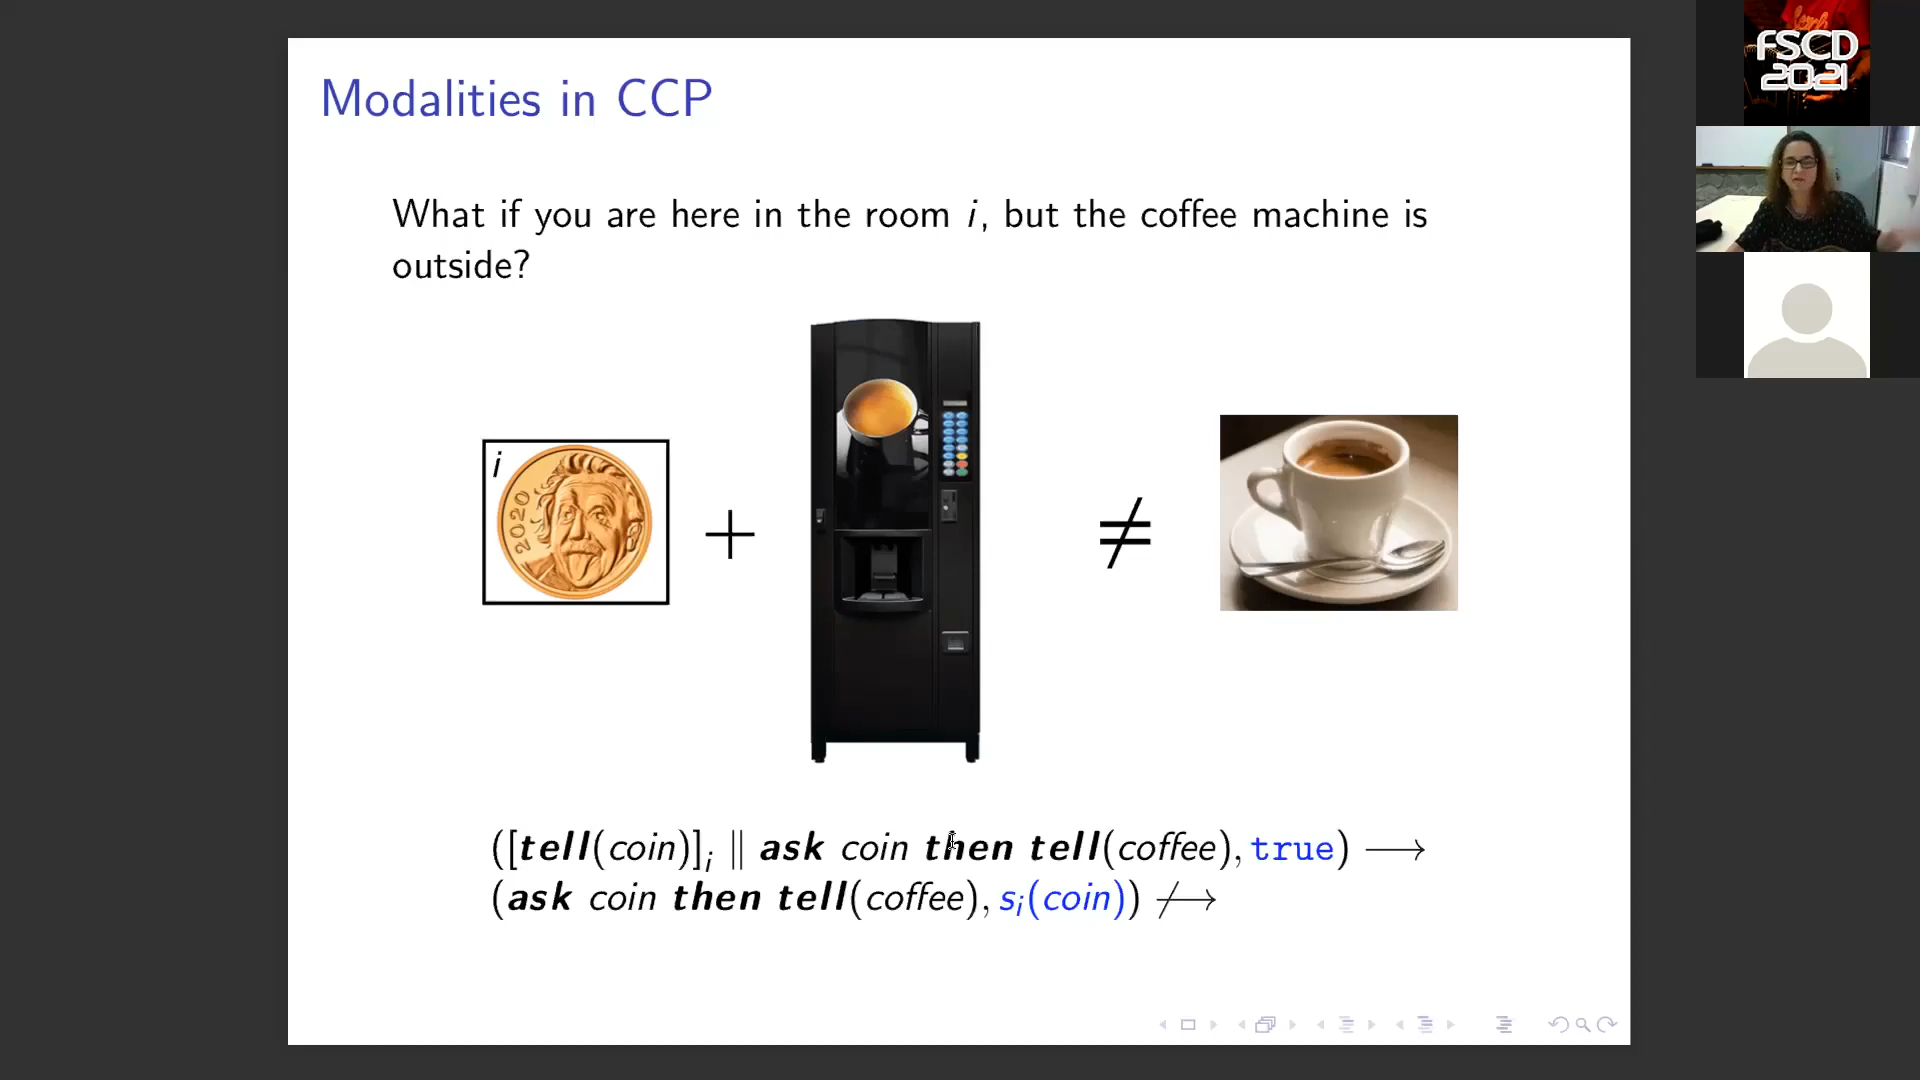 Modalities in CCP
What if you are here in the room i, but the coffee machine is
outside?
i
2020
+
≠
([tell(coin)]ᵢ ∥ ask coin then tell(coffee), true) ⟶
(ask coin then tell(coffee), sᵢ(coin)) ⟶̸
FSCD
2021